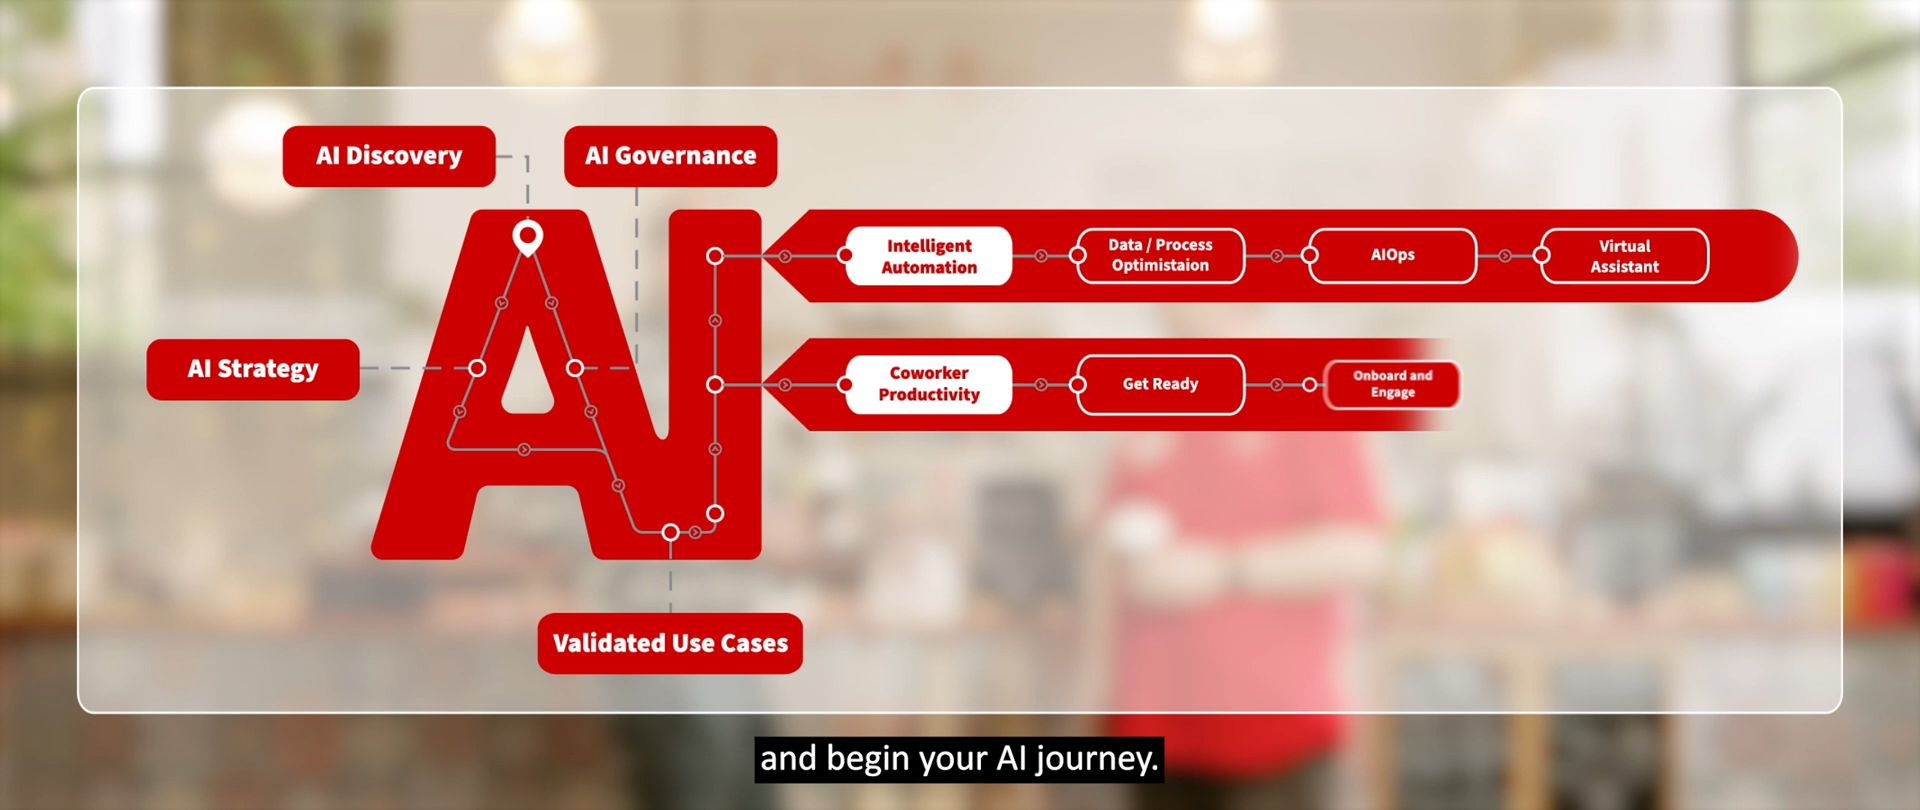 AI Discovery
AI Governance
AI Strategy
AI
Validated Use Cases
Intelligent
Automation
Data / Process
Optimistaion
AIOps
Virtual
Assistant
Coworker
Productivity
Get Ready
Onboard and
Engage
and begin your AI journey.